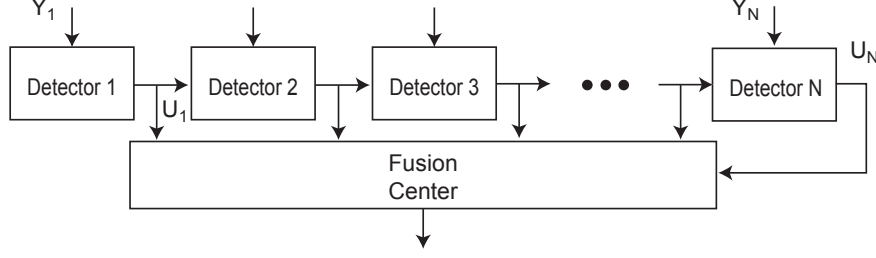 Y1
YN
Detector 1
Detector 2
Detector 3
Detector N
UN
U1
Fusion
Center